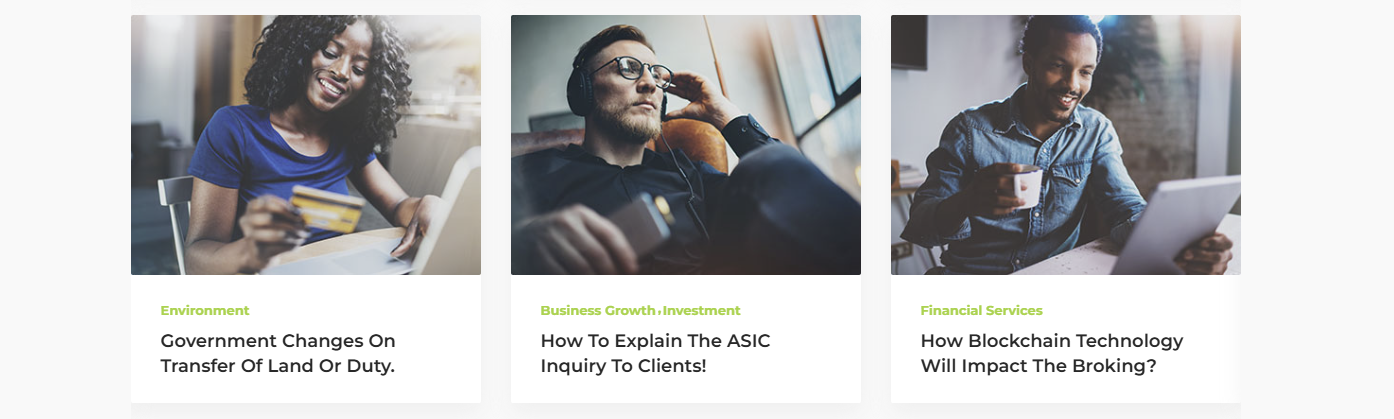 Environment
Government Changes On
Transfer Of Land Or Duty.
Business Growth , Investment
How To Explain The ASIC
Inquiry To Clients!
Financial Services
How Blockchain Technology
Will Impact The Broking?